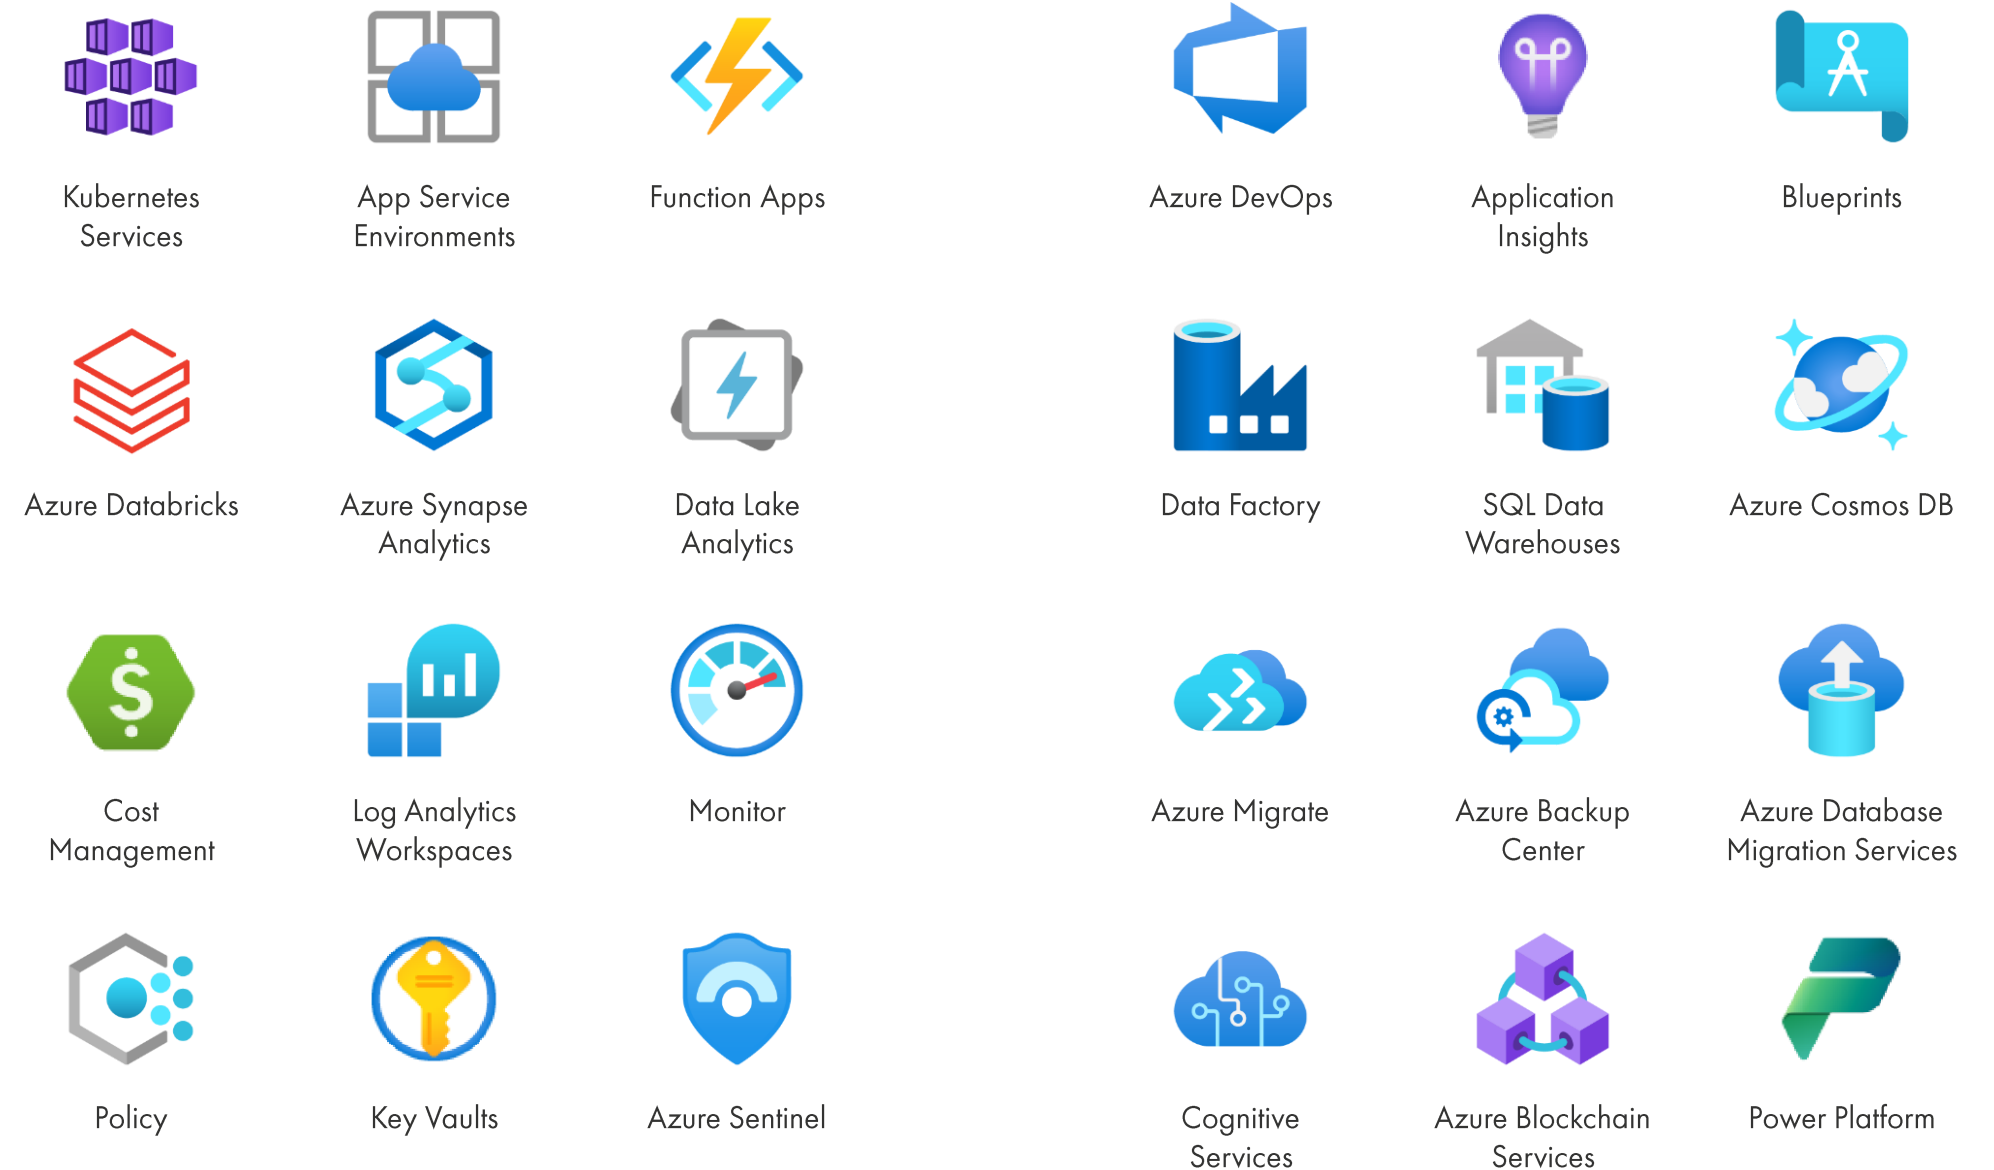 Kubernetes
Services
App Service
Environments
Function Apps
Azure DevOps
Application
Insights
Blueprints
Azure Databricks
Azure Synapse
Analytics
Data Lake
Analytics
Data Factory
SQL Data
Warehouses
Azure Cosmos DB
Cost
Management
Log Analytics
Workspaces
Monitor
Azure Migrate
Azure Backup
Center
Azure Database
Migration Services
Policy
Key Vaults
Azure Sentinel
Cognitive
Services
Azure Blockchain
Services
Power Platform